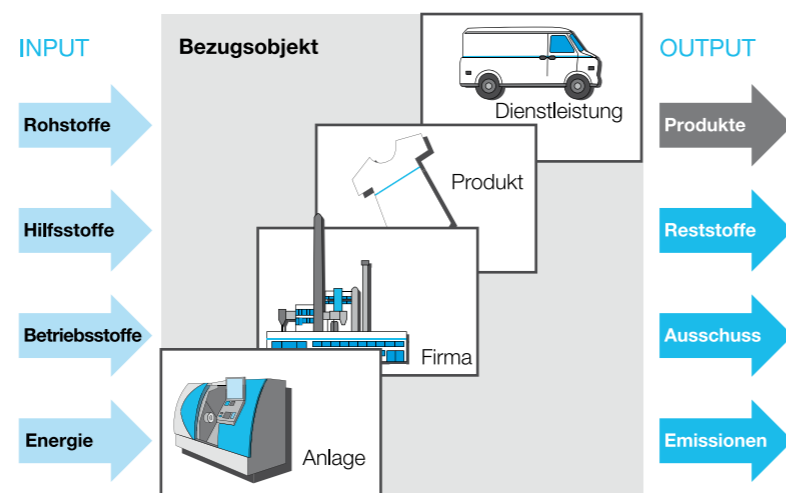 INPUT
Rohstoffe
Hilfsstoffe
Betriebsstoffe
Energie
Bezugsobjekt
Dienstleistung
Produkt
Firma
Anlage
OUTPUT
Produkte
Reststoffe
Ausschuss
Emissionen